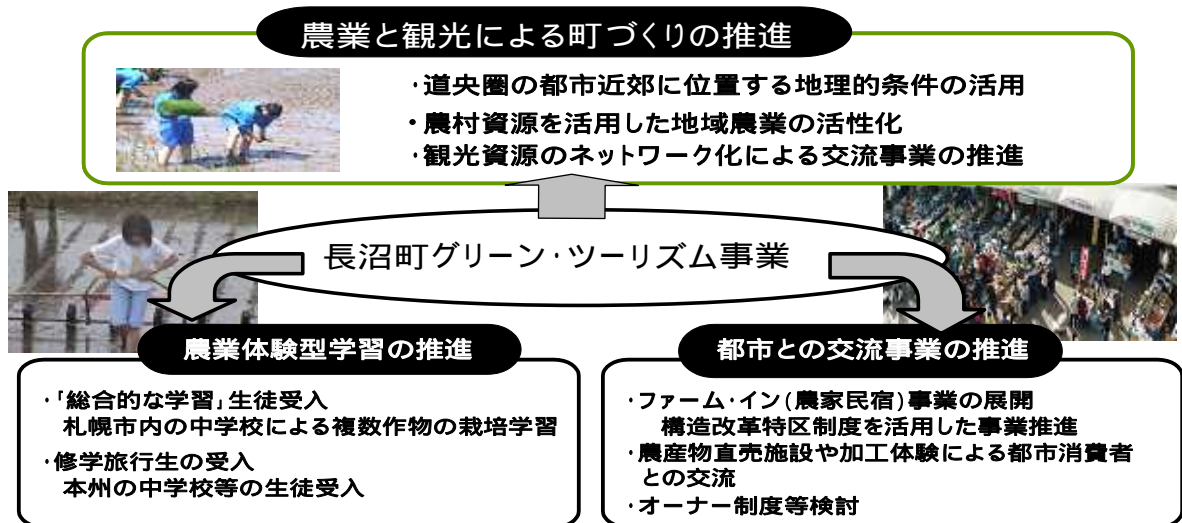 農業と観光による町づくりの推進
・道央圏の都市近郊に位置する地理的条件の活用
・農村資源を活用した地域農業の活性化
・観光資源のネットワーク化による交流事業の推進
長沼町グリーン・ツーリズム事業
農業体験型学習の推進
・「総合的な学習」生徒受入
札幌市内の中学校による複数作物の栽培学習
・修学旅行生の受入
本州の中学校等の生徒受入
都市との交流事業の推進
・ファーム・イン(農家民宿)事業の展開
構造改革特区制度を活用した事業推進
・農産物直売施設や加工体験による都市消費者
との交流
・オーナー制度等検討